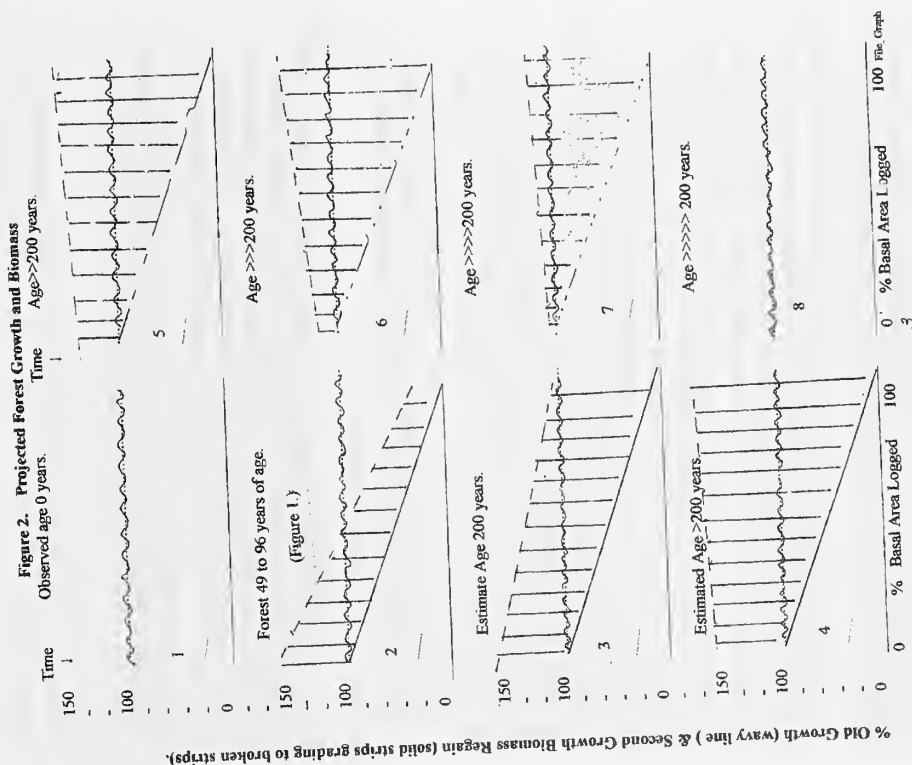 Figure 2. Projected Forest Growth and Biomass
Time Observed age 0 years.
Time Age>>200 years.
% Old Growth (wavy line ) & Second Growth Biomass Regain (solid strips grading to broken strips).
150
100
0
1
5
Forest 49 to 96 years of age.
(Figure 1.)
Age >>>200 years.
150
100
0
2
6
Estimate Age 200 years.
Age >>>>200 years.
150
100
0
3
7
Estimated Age >200 years.
Age >>>>> 200 years.
150
100
0
4
8
0 100
% Basal Area Logged
0 100
% Basal Area Logged
File_Graph